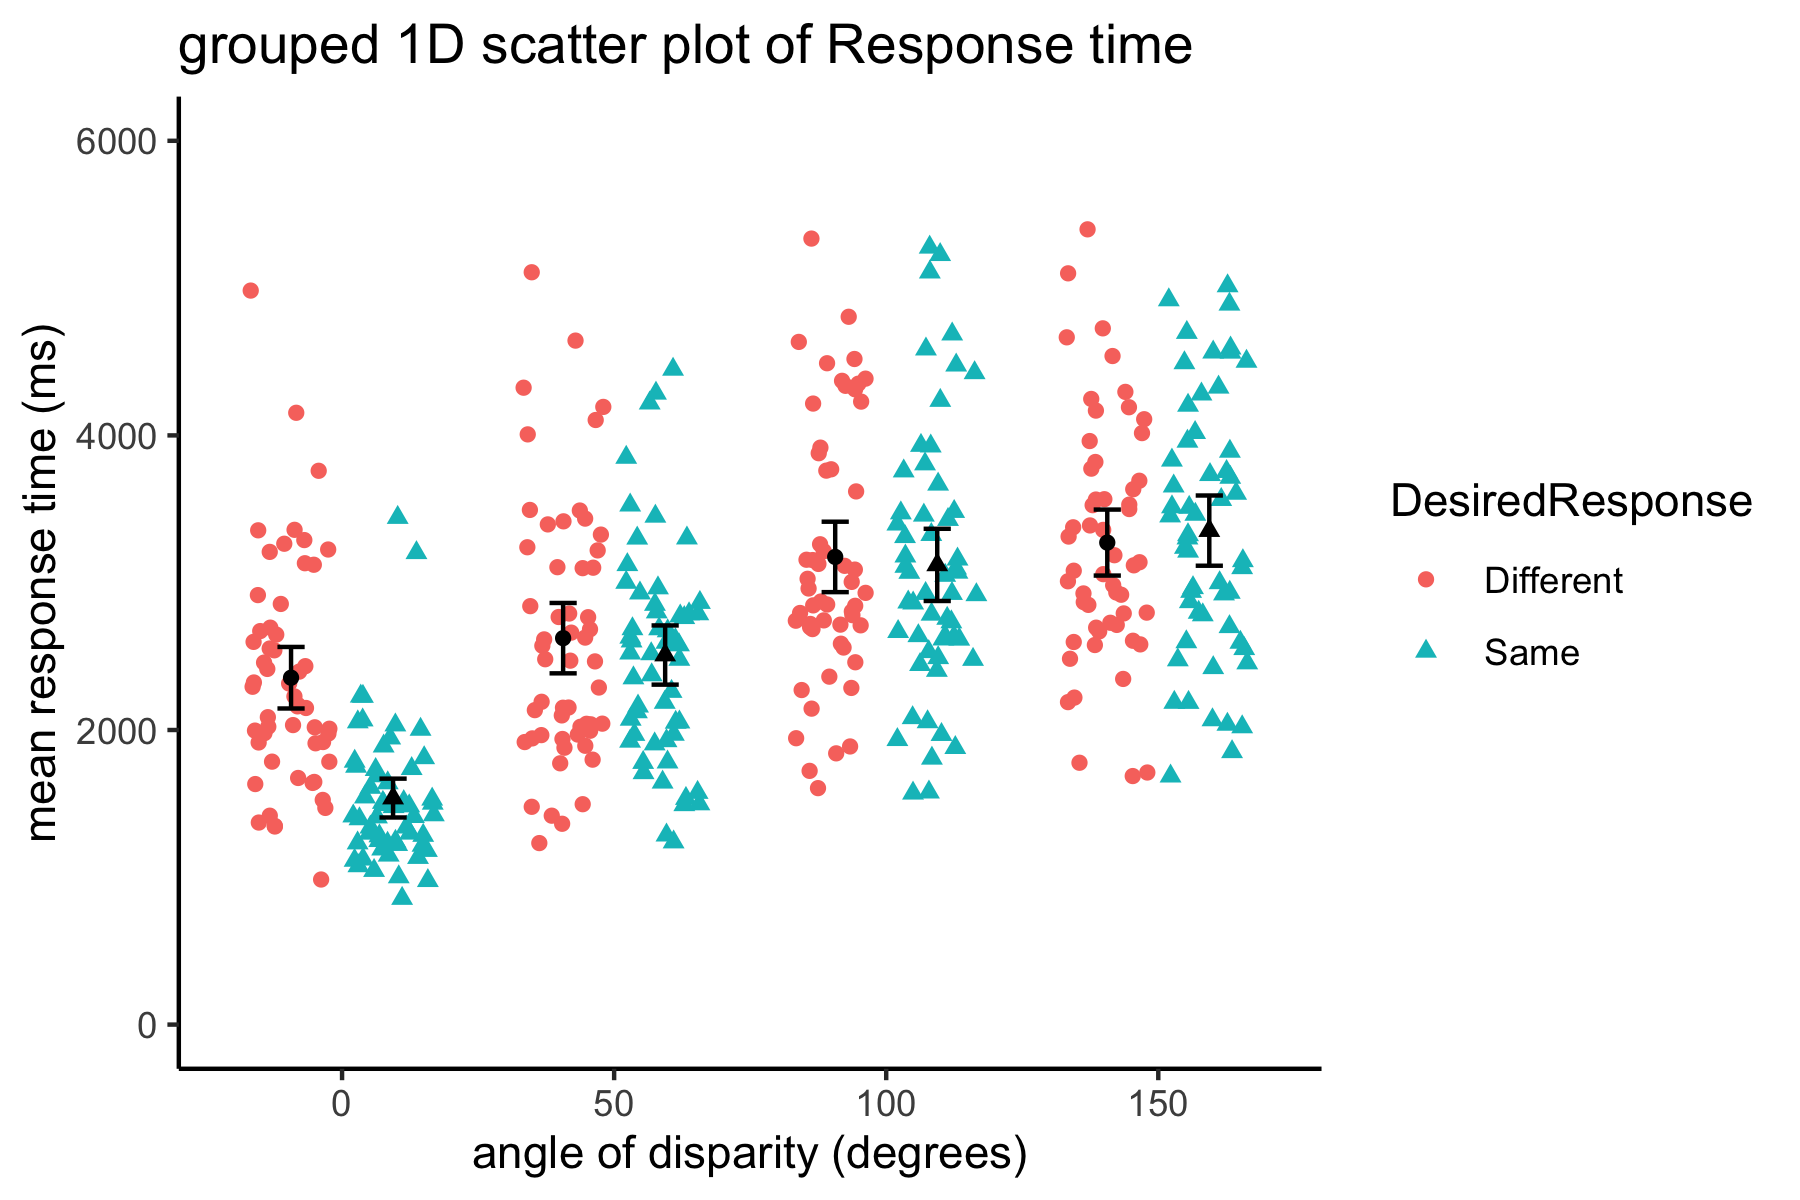 grouped 1D scatter plot of Response time
mean response time (ms)
6000
4000
2000
0
0 50 100 150
angle of disparity (degrees)
DesiredResponse
Different
Same